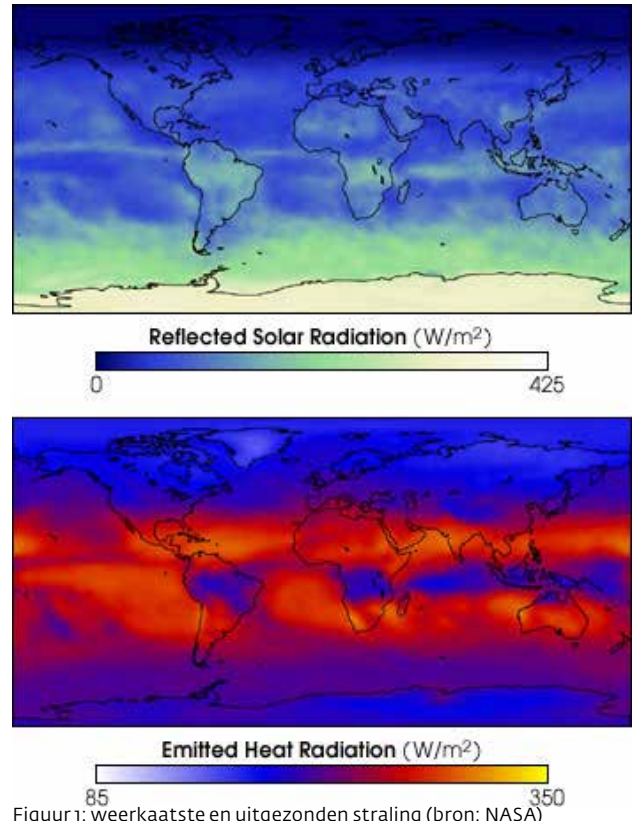 Reflected Solar Radiation (W/m²)
0 425
Emitted Heat Radiation (W/m²)
85 350
Figuur 1: weerkaatste en uitgezonden straling (bron: NASA)